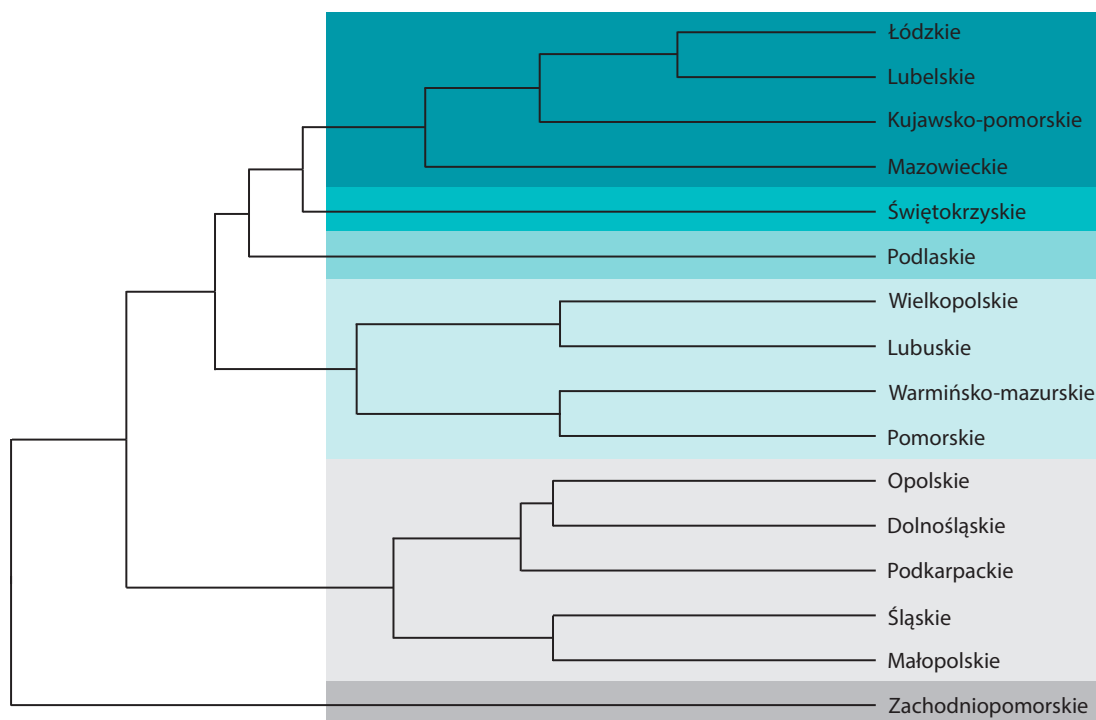 Łódzkie
Lubelskie
Kujawsko-pomorskie
Mazowieckie
Świętokrzyskie
Podlaskie
Wielkopolskie
Lubuskie
Warmińsko-mazurskie
Pomorskie
Opolskie
Dolnośląskie
Podkarpackie
Śląskie
Małopolskie
Zachodniopomorskie